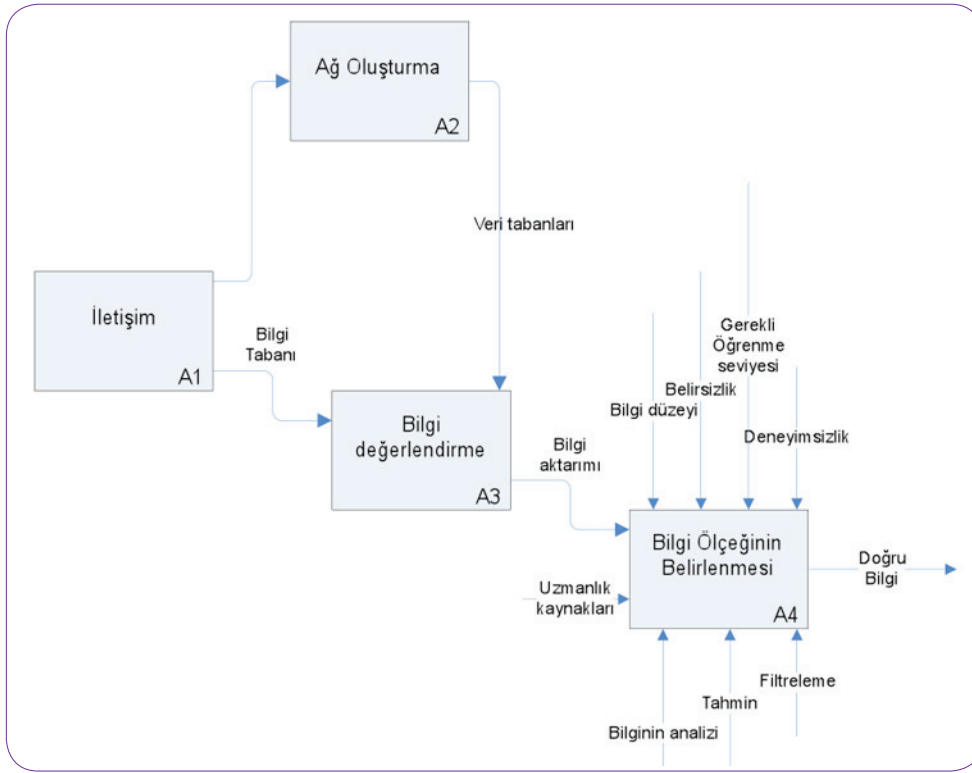 Ağ Oluşturma
A2
Veri tabanları
İletişim
A1
Bilgi
Tabanı
Bilgi
değerlendirme
A3
Bilgi
aktarımı
Gerekli
Öğrenme
seviyesi
Belirsizlik
Bilgi düzeyi
Deneyimsizlik
Bilgi Ölçeğinin
Belirlenmesi
A4
Doğru
Bilgi
Uzmanlık
kaynakları
Filtreleme
Tahmin
Bilginin analizi